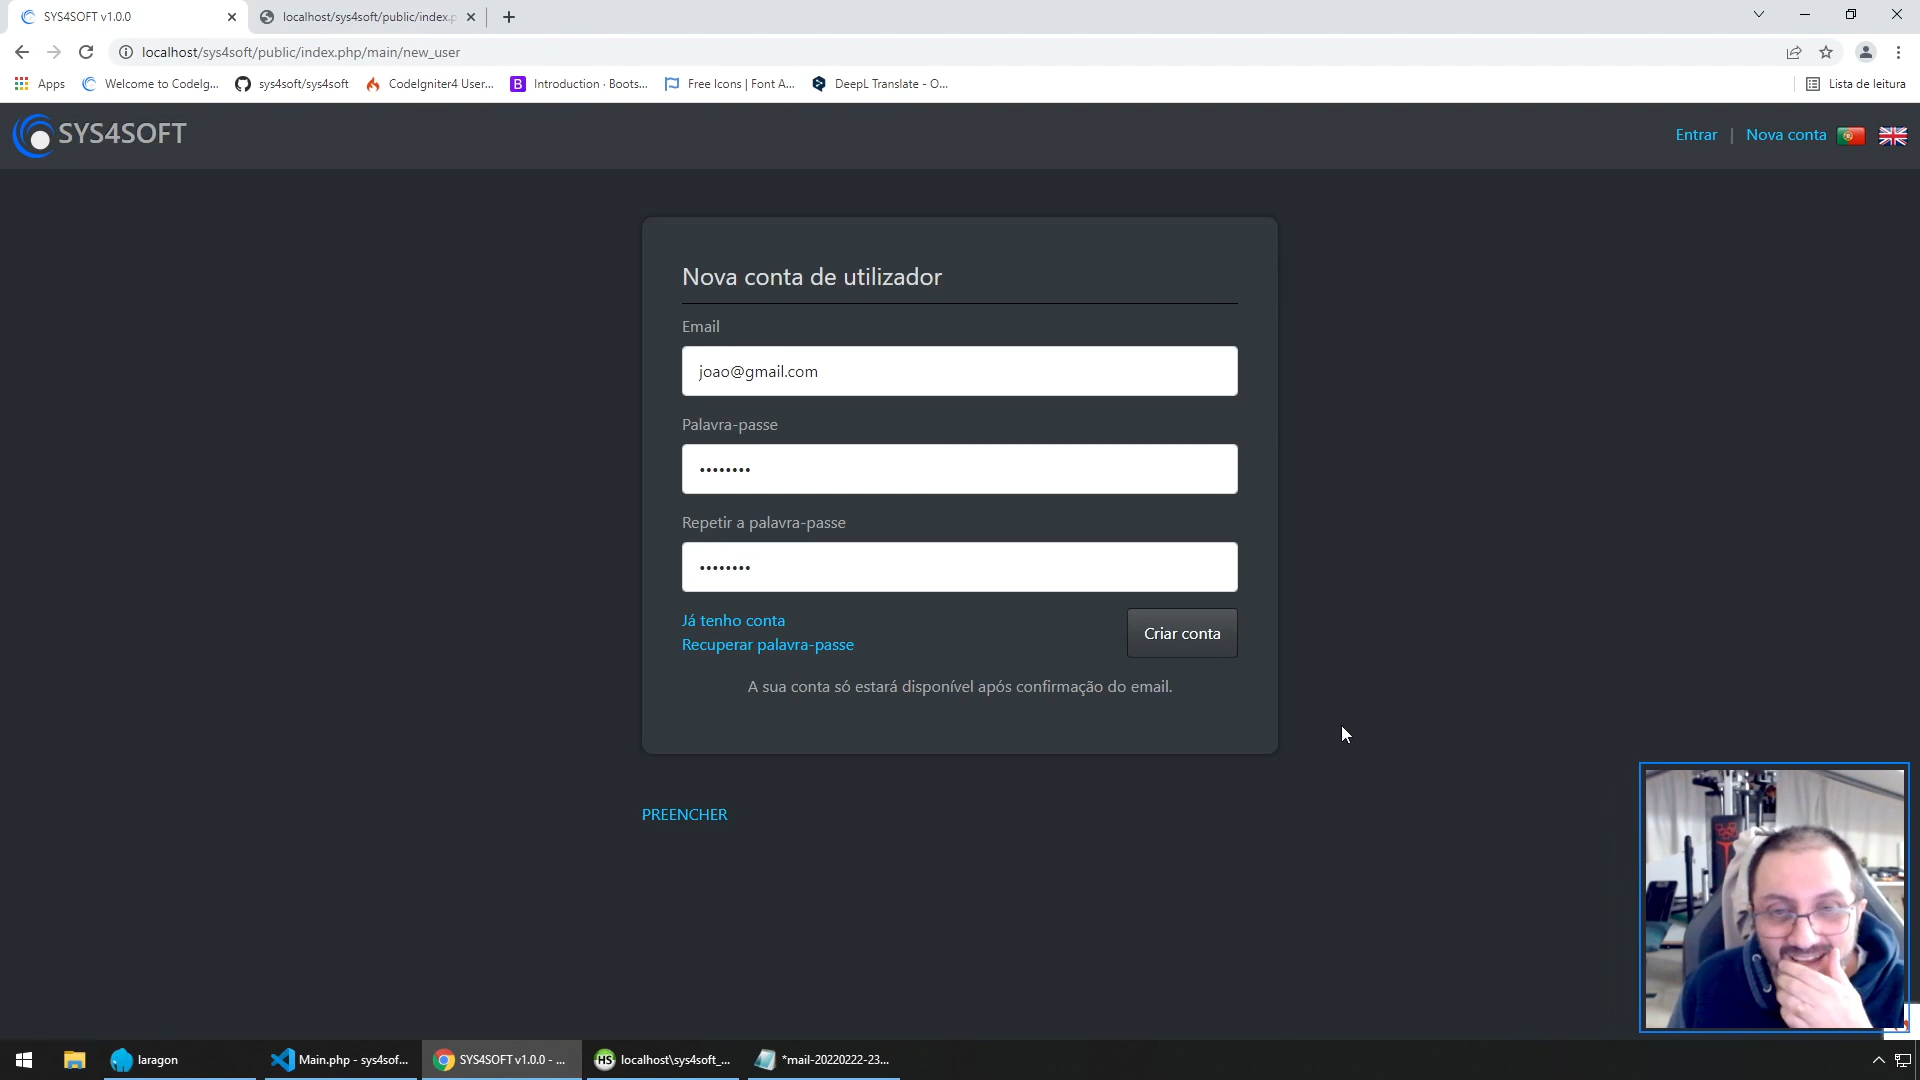 SYS4SOFT v1.0.0
localhost/sys4soft/public/index.p
localhost/sys4soft/public/index.php/main/new_user
Apps
Welcome to CodeIg...
sys4soft/sys4soft
CodeIgniter4 User...
Introduction · Boots...
Free Icons | Font A...
DeepL Translate - O...
Lista de leitura
SYS4SOFT
Entrar | Nova conta
Nova conta de utilizador
Email
joao@gmail.com
Palavra-passe
••••••••
Repetir a palavra-passe
••••••••
Já tenho conta
Recuperar palavra-passe
Criar conta
A sua conta só estará disponível após confirmação do email.
PREENCHER
laragon
Main.php - sys4sof...
SYS4SOFT v1.0.0 - ...
HS
localhost\sys4soft_...
*mail-20220222-23...